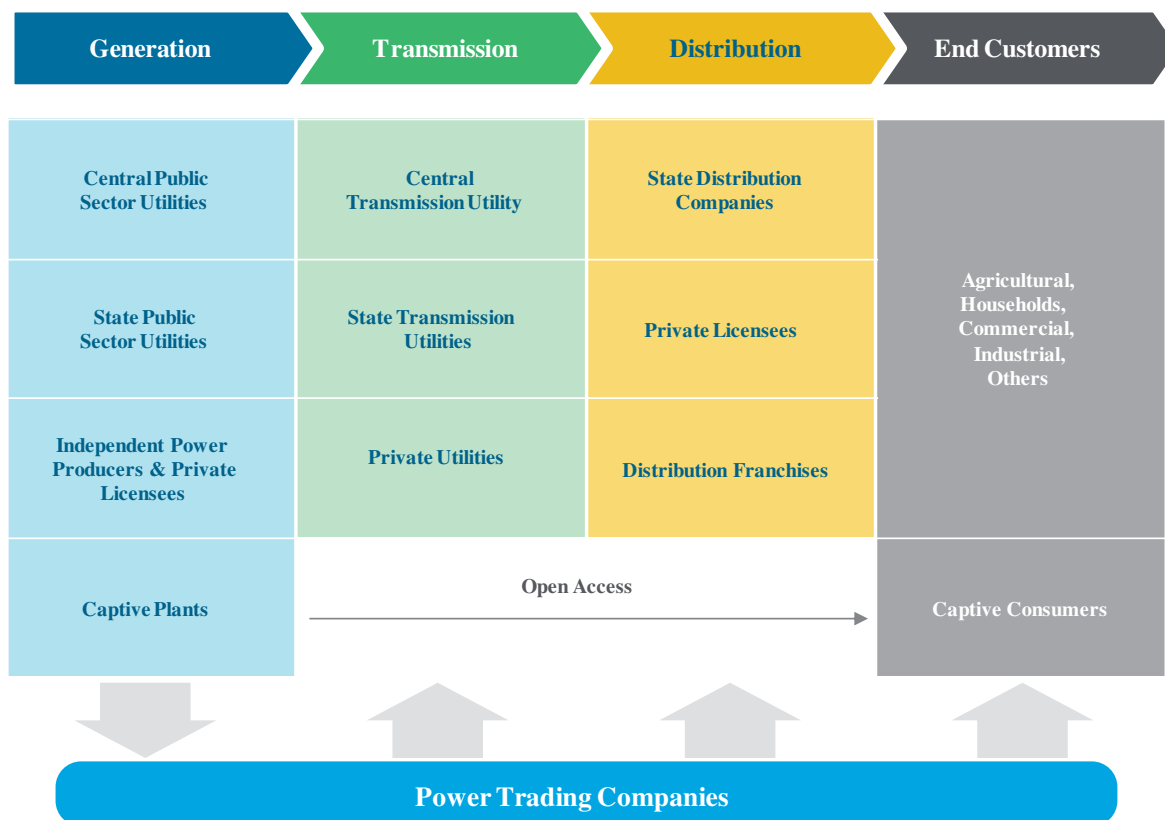 Generation
Transmission
Distribution
End Customers
Central Public
Sector Utilities
Central
Transmission Utility
State Distribution
Companies
State Public
Sector Utilities
State Transmission
Utilities
Private Licensees
Agricultural,
Households,
Commercial,
Industrial,
Others
Independent Power
Producers & Private
Licensees
Private Utilities
Distribution Franchises
Captive Plants
Open Access
Captive Consumers
Power Trading Companies